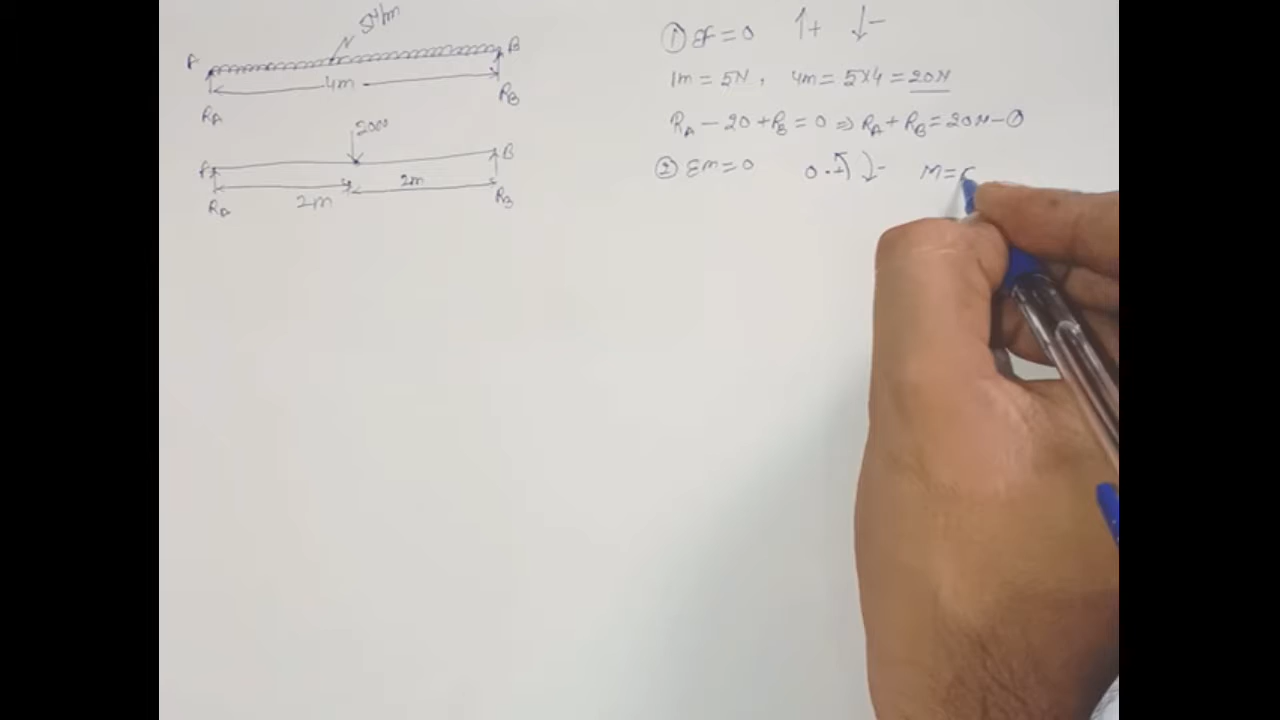 5N/m
A B
4m
RA RB
20N
A B
2m 2m
RA RB
① ΣF=0 ↑+ ↓-
1m = 5N, 4m = 5×4 = 20N
RA - 20 + RB = 0 ⇒ RA + RB = 20N - ①
② Σm=0 -
M=